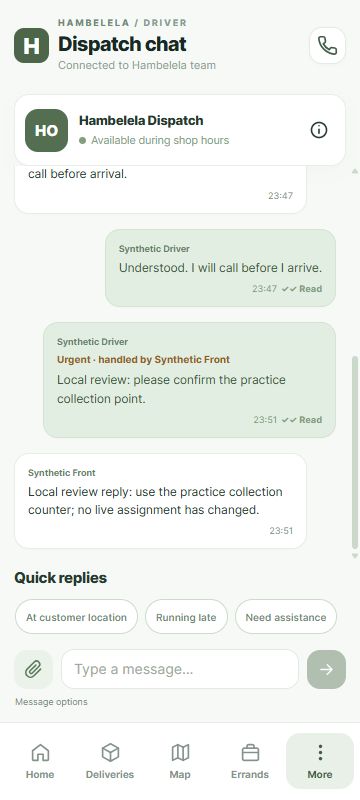 H
HAMBELELA / DRIVER
Dispatch chat
Connected to Hambelela team
HO
Hambelela Dispatch
Available during shop hours
call before arrival.
23:47
Synthetic Driver
Understood. I will call before I arrive.
23:47 ✓✓ Read
Synthetic Driver
Urgent · handled by Synthetic Front
Local review: please confirm the practice
collection point.
23:51 ✓✓ Read
Synthetic Front
Local review reply: use the practice collection
counter; no live assignment has changed.
23:51
Quick replies
At customer location Running late Need assistance
Type a message...
Message options
Home Deliveries Map Errands More